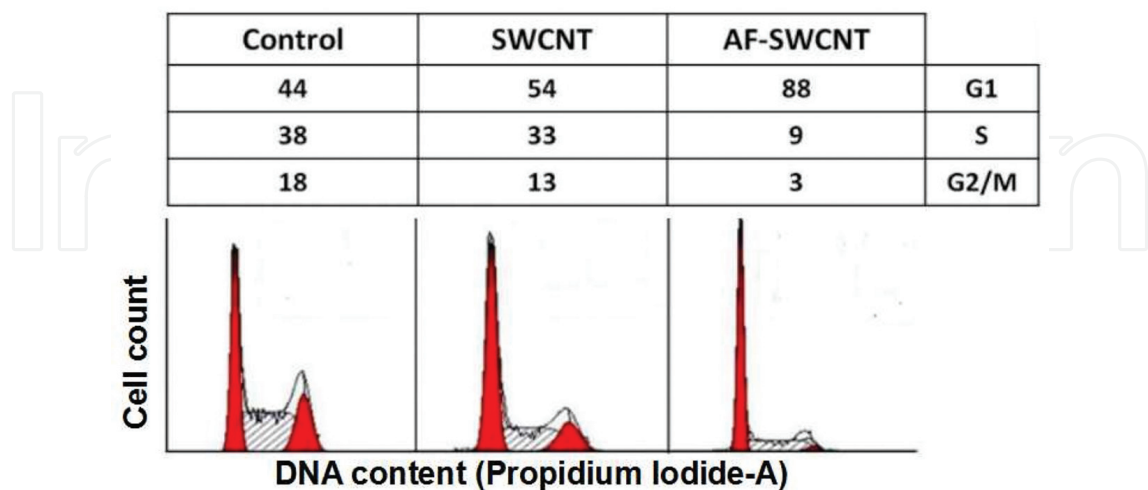 Control SWCNT AF-SWCNT
44 54 88 G1
38 33 9 S
18 13 3 G2/M
Cell count
DNA content (Propidium Iodide-A)